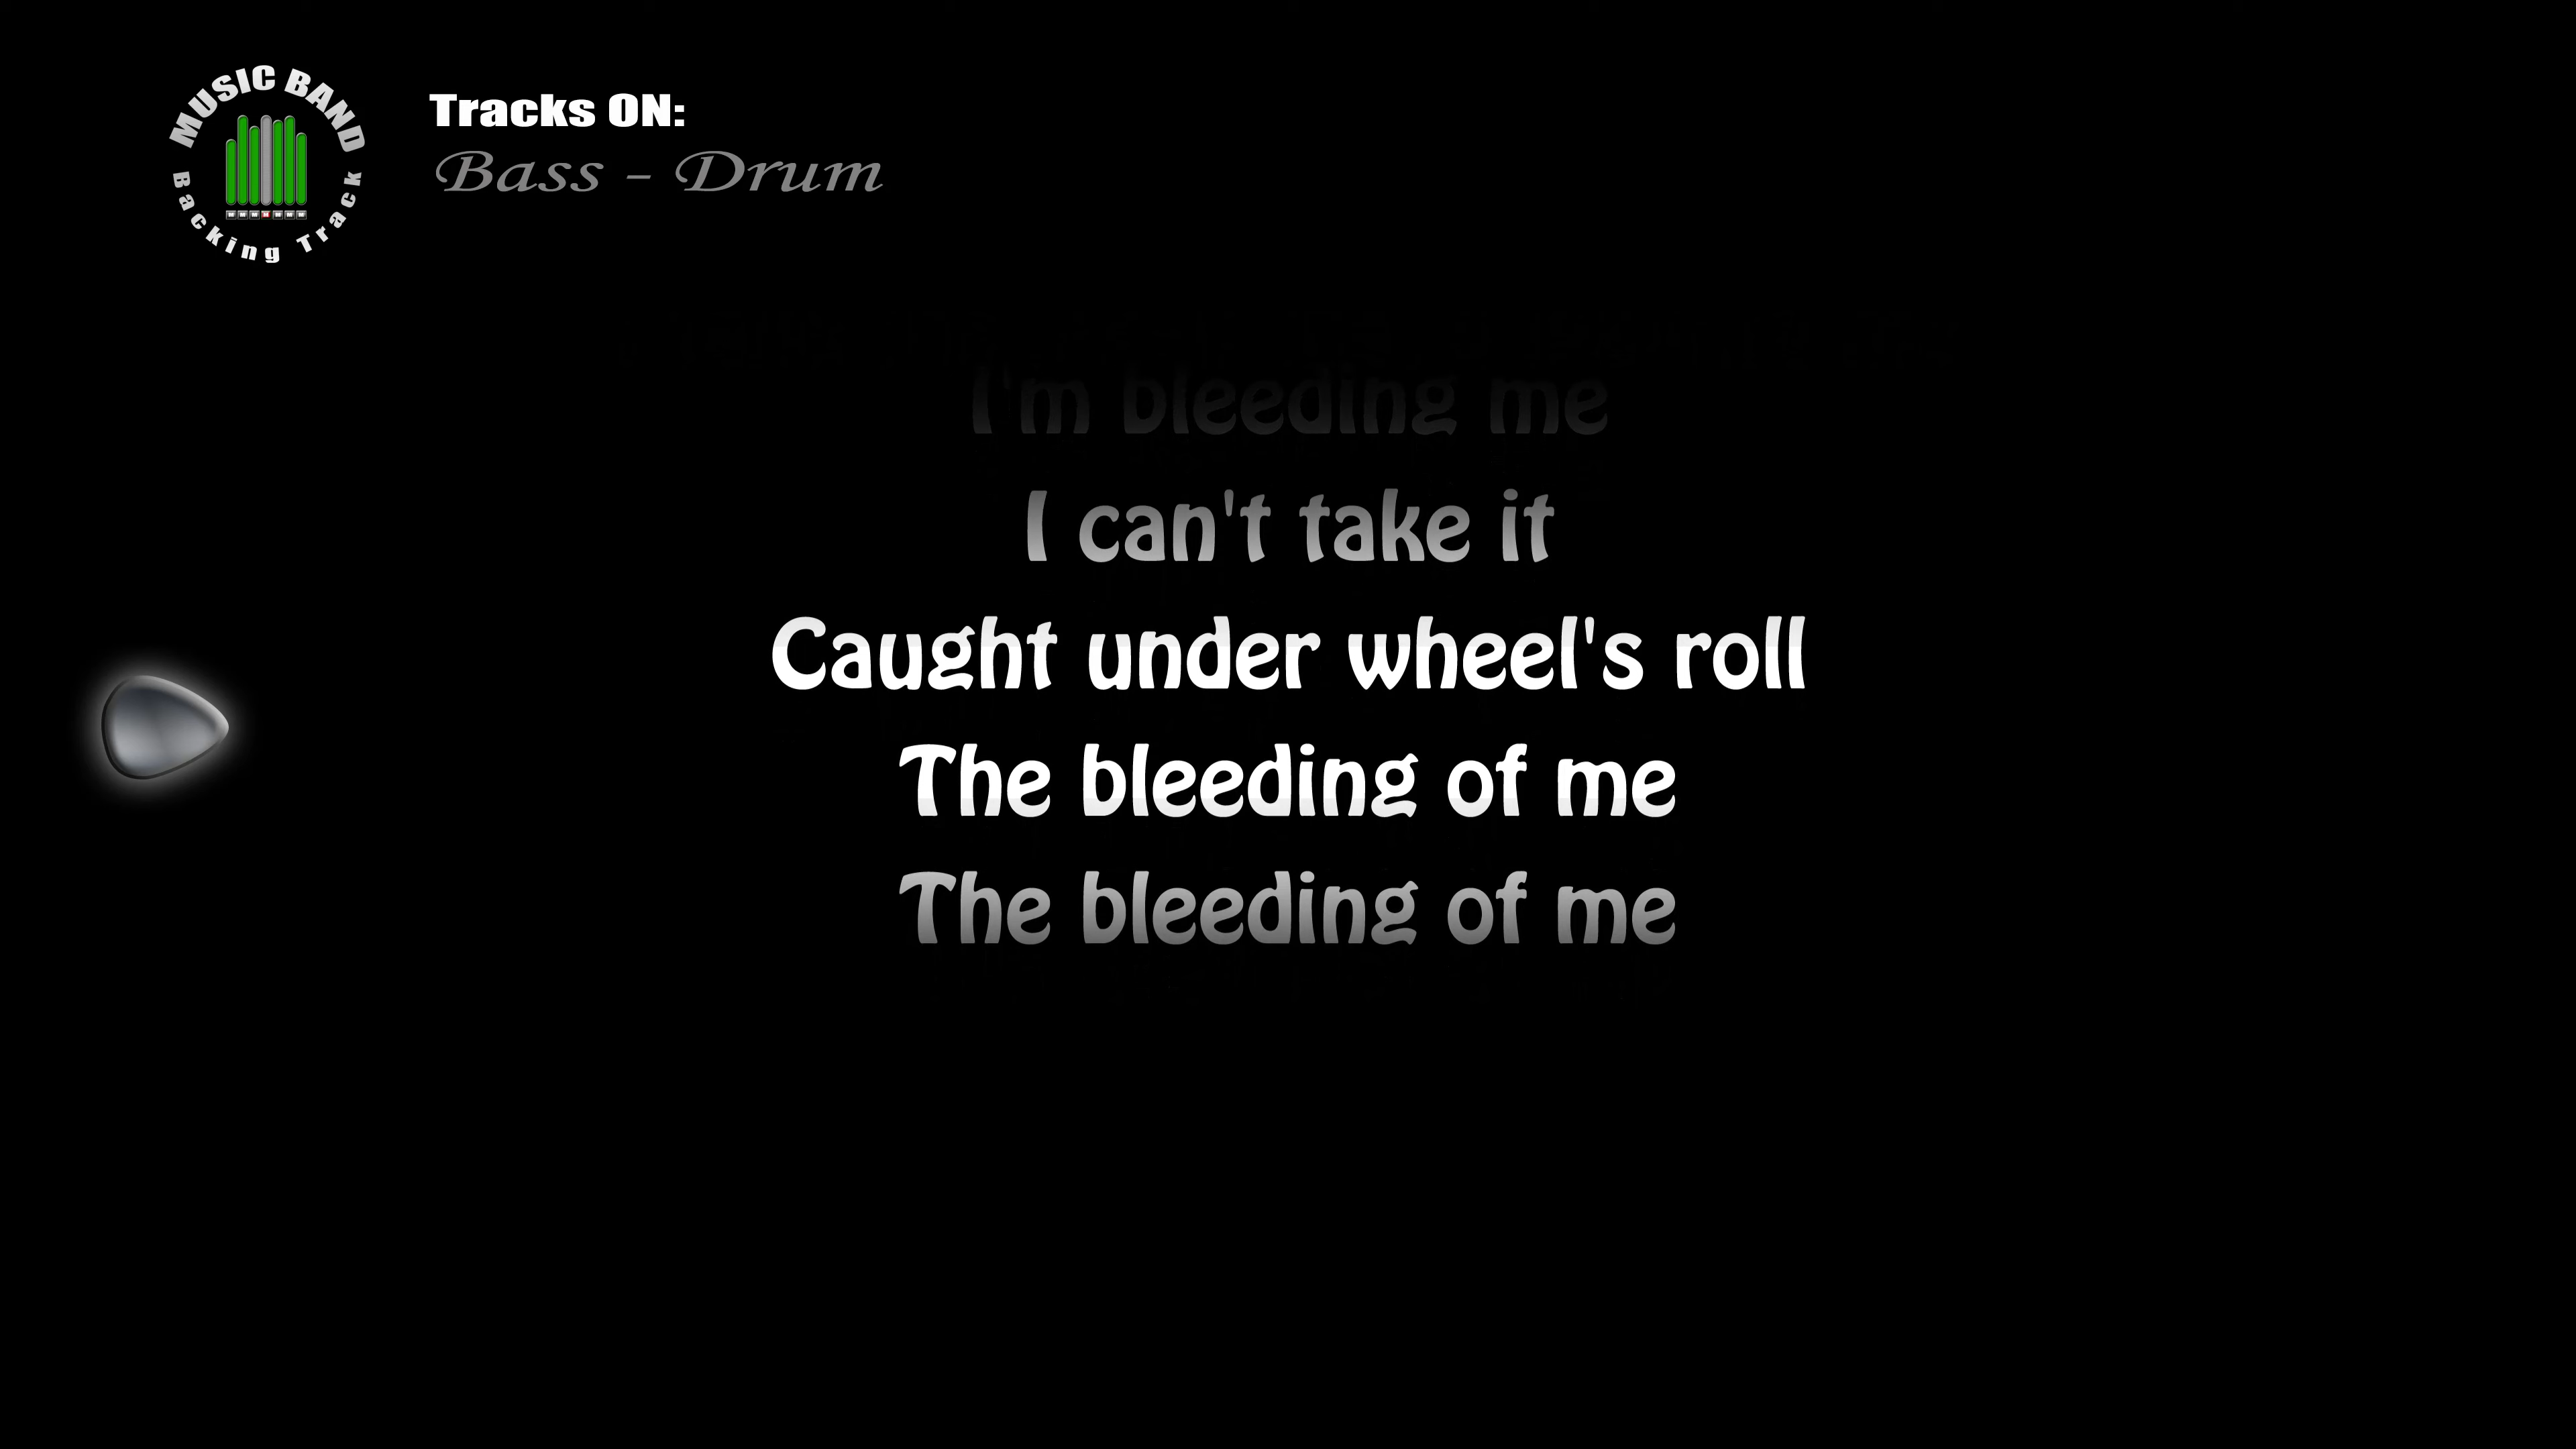 MUSIC BAND
Backing Track
Tracks ON:
Bass - Drum
I'm bleeding me
I can't take it
Caught under wheel's roll
The bleeding of me
The bleeding of me